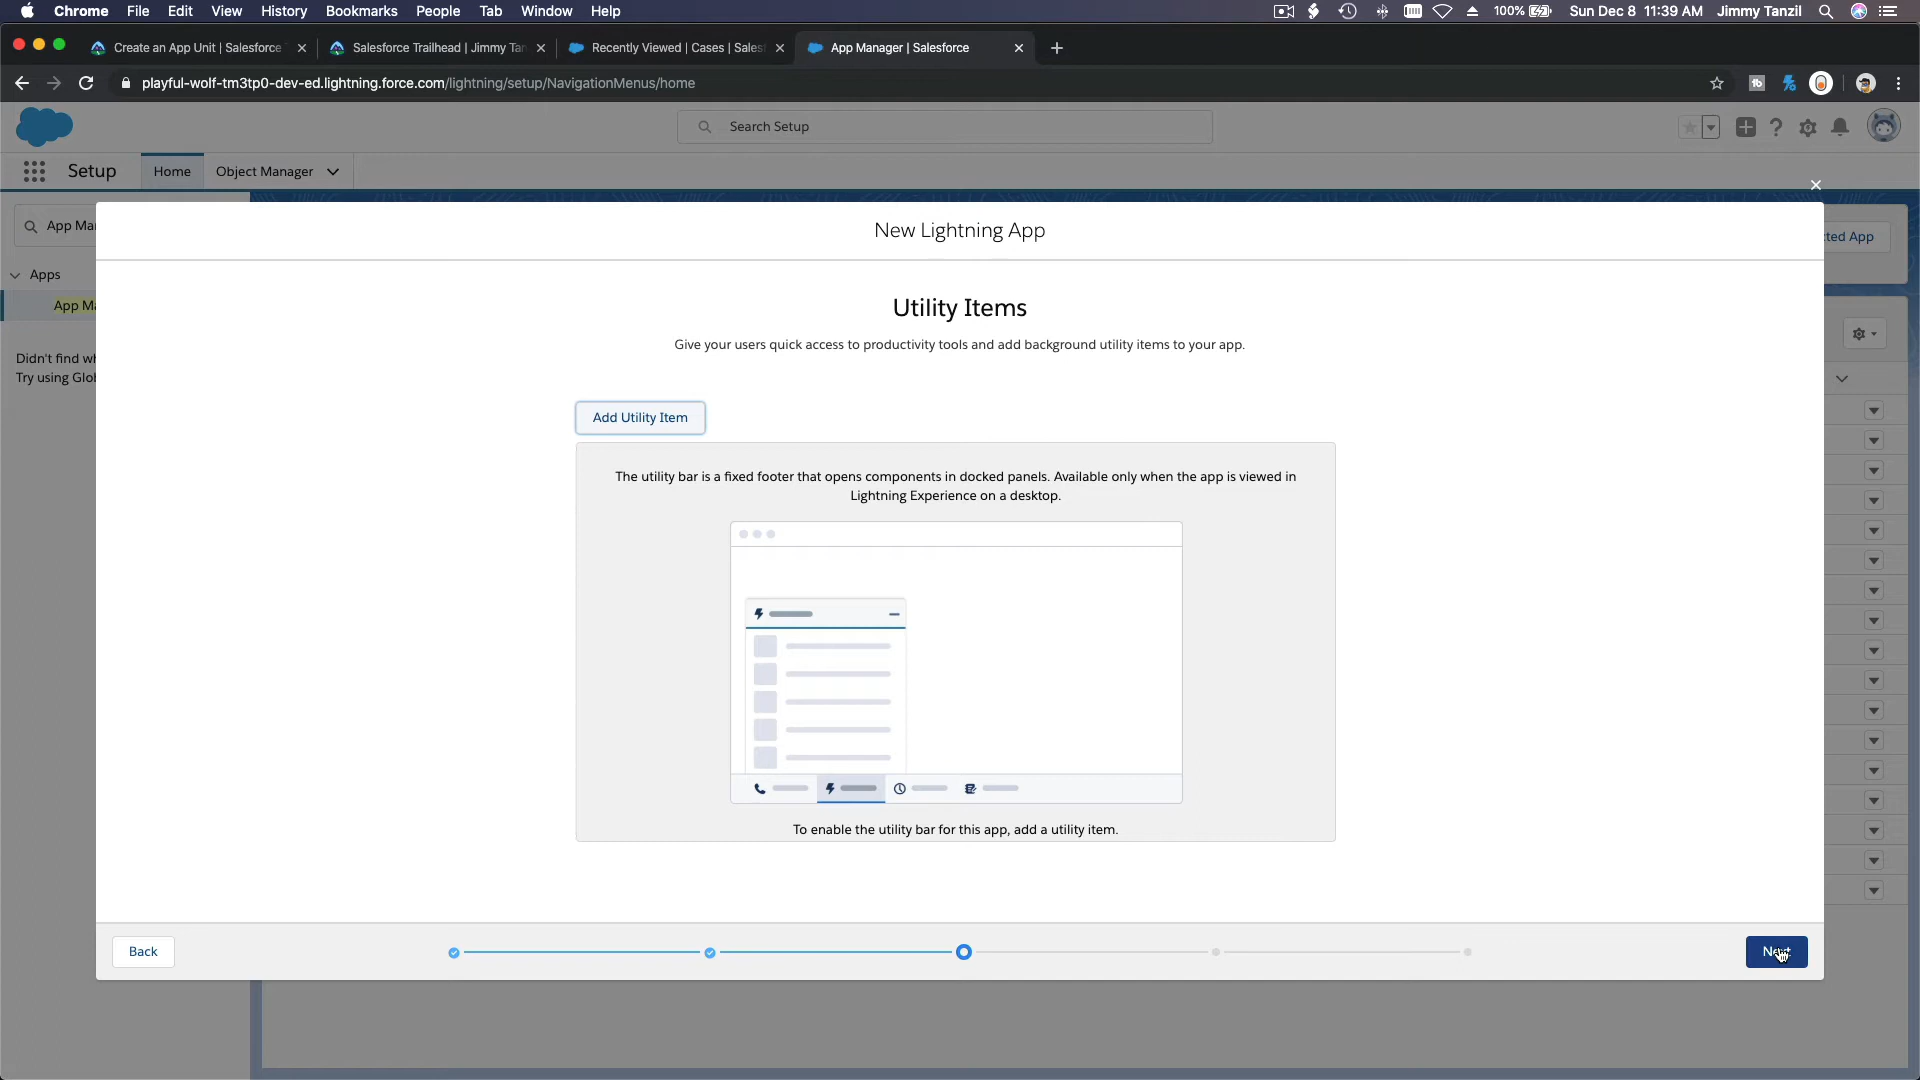 Chrome File Edit View History Bookmarks People Tab Window Help
100% Sun Dec 8 11:39 AM Jimmy Tanzil
Create an App Unit | Salesforce
Salesforce Trailhead | Jimmy Tan
Recently Viewed | Cases | Sales
App Manager | Salesforce
playful-wolf-tm3tp0-dev-ed.lightning.force.com/lightning/setup/NavigationMenus/home
Search Setup
Setup Home Object Manager
App Ma
New Lightning App
cted App
Apps
App Ma
Utility Items
Give your users quick access to productivity tools and add background utility items to your app.
Didn't find wh
Try using Glob
Add Utility Item
The utility bar is a fixed footer that opens components in docked panels. Available only when the app is viewed in
Lightning Experience on a desktop.
To enable the utility bar for this app, add a utility item.
Back
Next